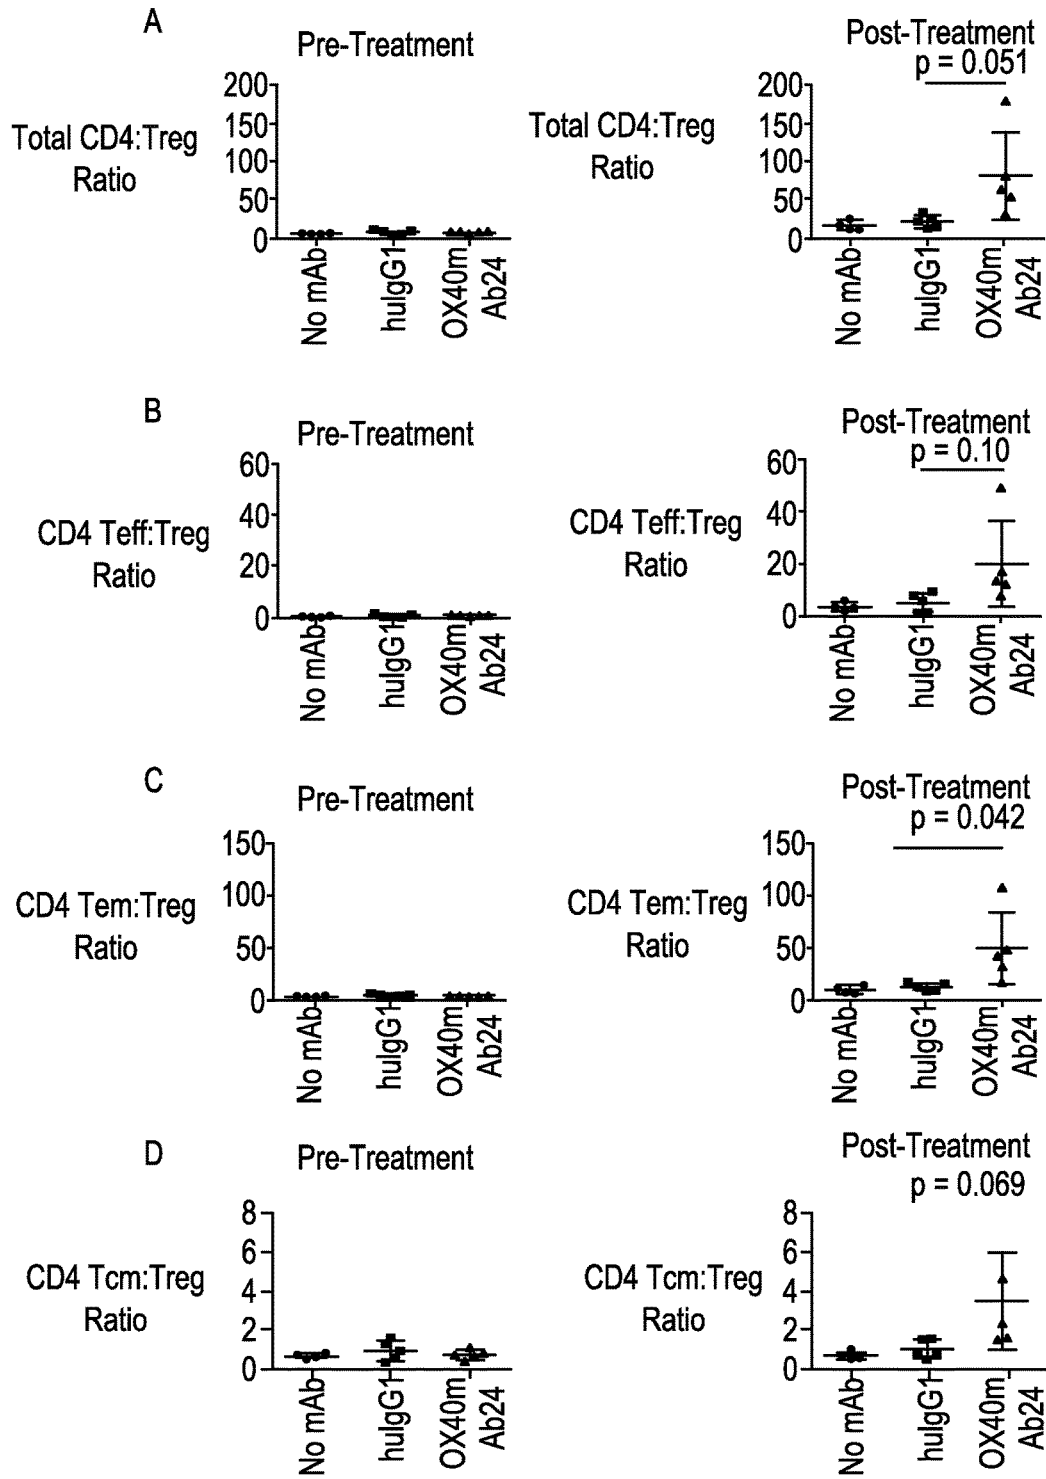 A
Pre-Treatment
Total CD4:Treg
Ratio
200
150
100
50
0
No mAb
huIgG1
OX40m
Ab24
Post-Treatment
p = 0.051
Total CD4:Treg
Ratio
200
150
100
50
0
No mAb
huIgG1
OX40m
Ab24
B
Pre-Treatment
CD4 Teff:Treg
Ratio
60
40
20
0
No mAb
huIgG1
OX40m
Ab24
Post-Treatment
p = 0.10
CD4 Teff:Treg
Ratio
60
40
20
0
No mAb
huIgG1
OX40m
Ab24
C
Pre-Treatment
CD4 Tem:Treg
Ratio
150
100
50
0
No mAb
huIgG1
OX40m
Ab24
Post-Treatment
p = 0.042
CD4 Tem:Treg
Ratio
150
100
50
0
No mAb
huIgG1
OX40m
Ab24
D
Pre-Treatment
CD4 Tcm:Treg
Ratio
8
6
4
2
0
No mAb
huIgG1
OX40m
Ab24
Post-Treatment
p = 0.069
CD4 Tcm:Treg
Ratio
8
6
4
2
0
No mAb
huIgG1
OX40m
Ab24